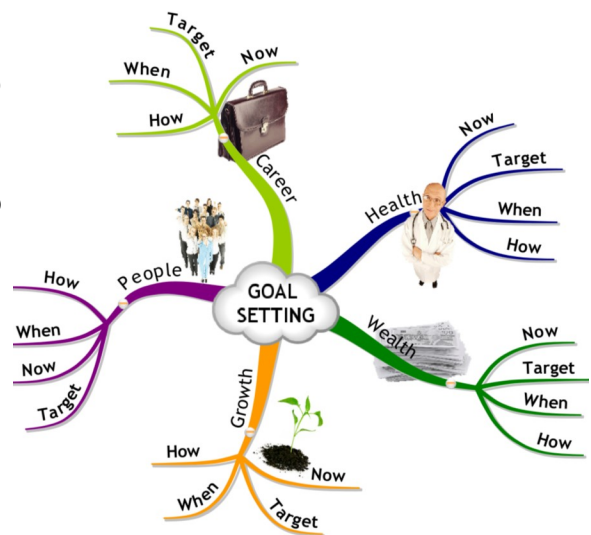 GOAL
SETTING
Career
Target
When
How
Now
Health
Now
Target
When
How
Wealth
Now
Target
When
How
Growth
How
When
Target
Now
People
How
When
Now
Target